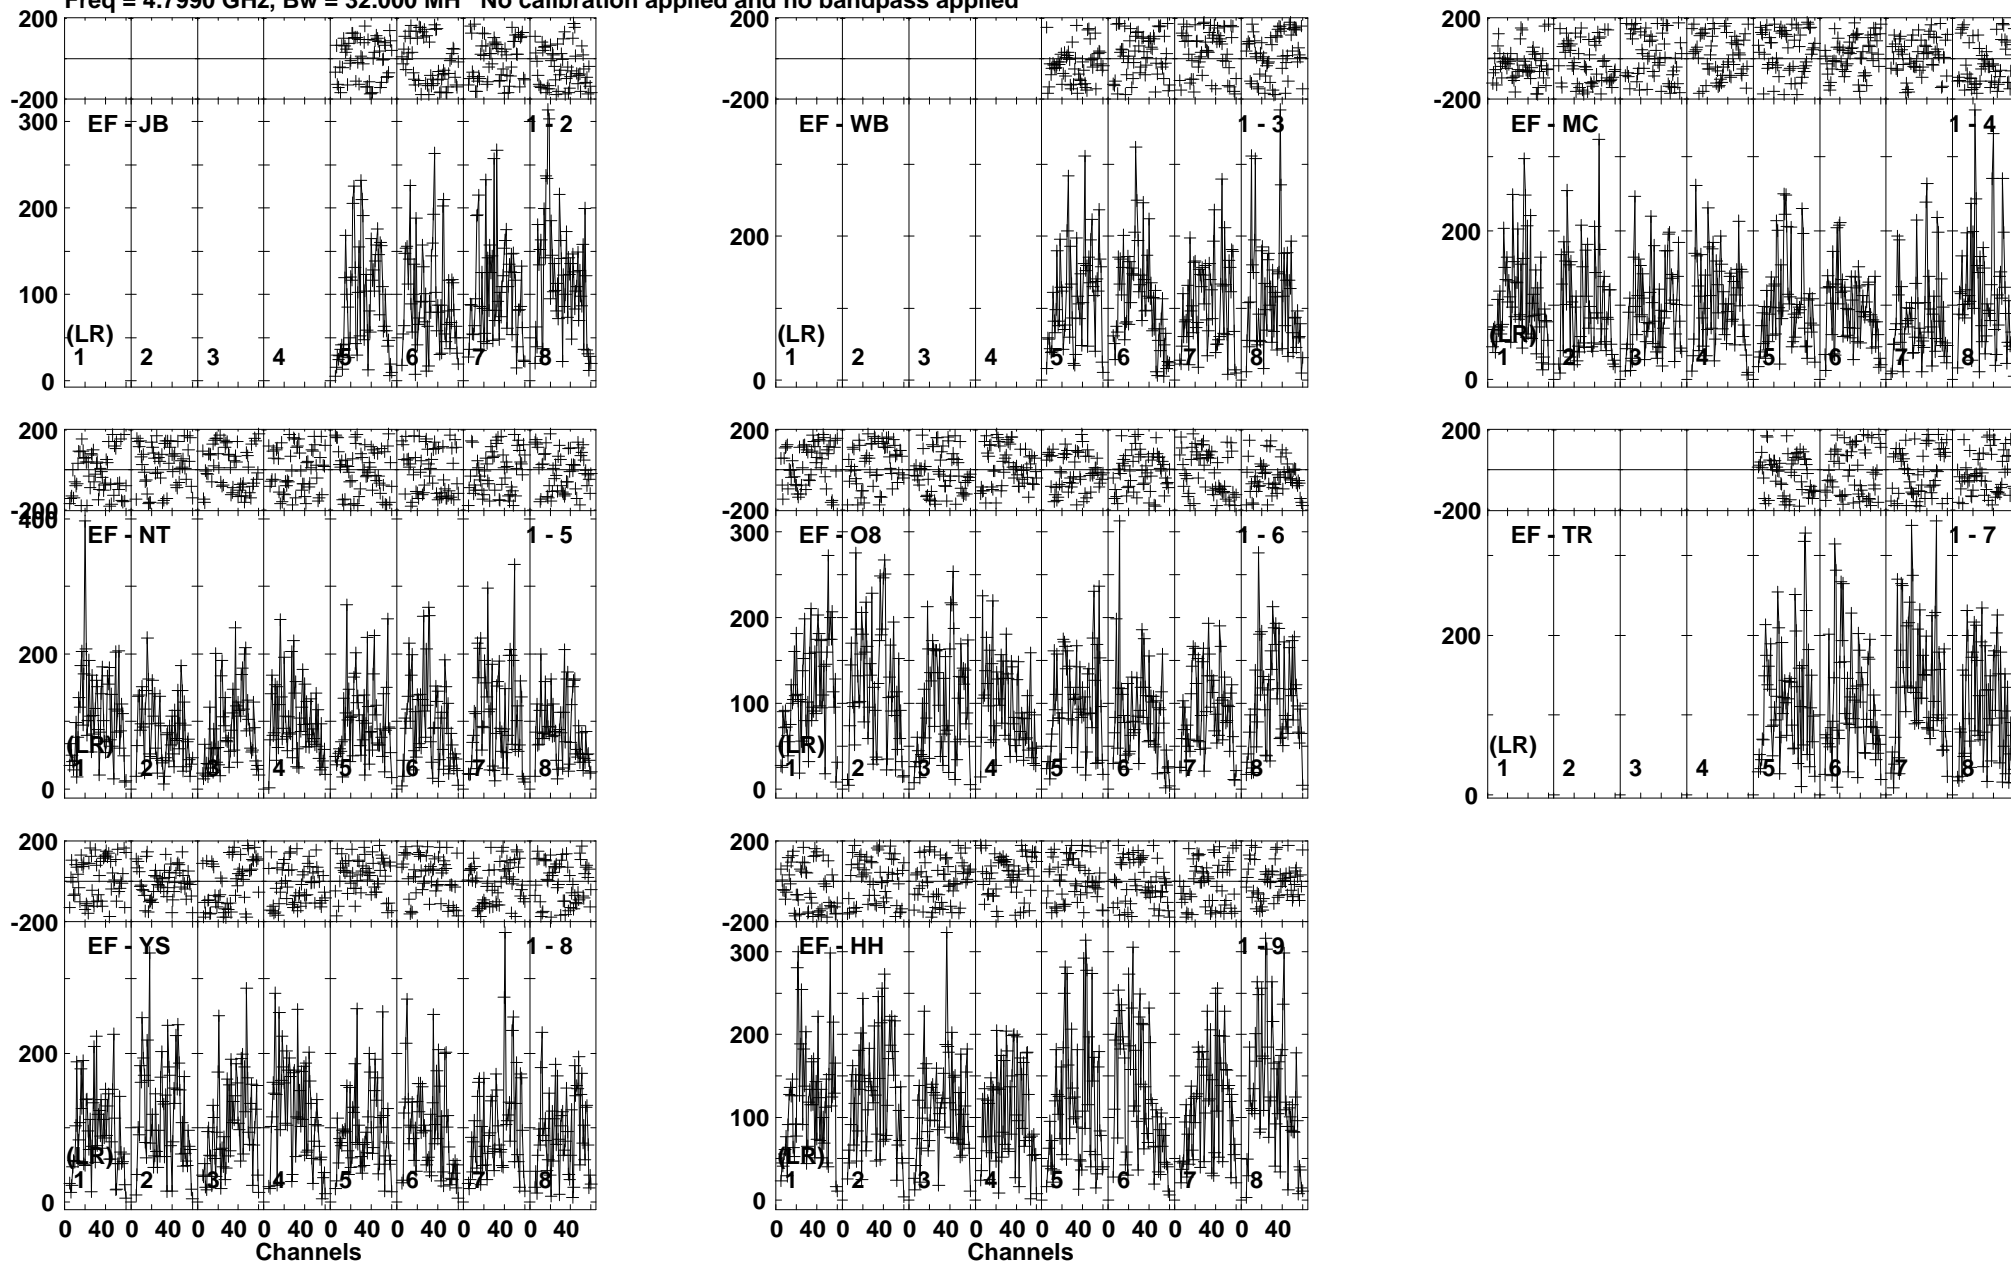 Freq = 4.7990 GHz, Bw = 32.000 MH No calibration applied and no bandpass applied
200
-200
EF - JB 1 - 2
300
200
100
0
(LR)
1 2 3 4 5 6 7 8
200
-200
EF - WB 1 - 3
200
0
(LR)
1 2 3 4 5 6 7 8
200
-200
EF - MC 1 - 4
200
0
(LR)
1 2 3 4 5 6 7 8
200
-200
EF - NT 1 - 5
400
200
0
(LR)
1 2 3 4 5 6 7 8
200
-200
EF - O8 1 - 6
300
200
100
0
(LR)
1 2 3 4 5 6 7 8
200
-200
EF - TR 1 - 7
200
0
(LR)
1 2 3 4 5 6 7 8
200
-200
EF - YS 1 - 8
200
0
(LR)
1 2 3 4 5 6 7 8
0 40 0 40 0 40 0 40 0 40 0 40 0 40 0 40
Channels
200
-200
EF - HH 1 - 9
300
200
100
0
(LR)
1 2 3 4 5 6 7 8
0 40 0 40 0 40 0 40 0 40 0 40 0 40 0 40
Channels